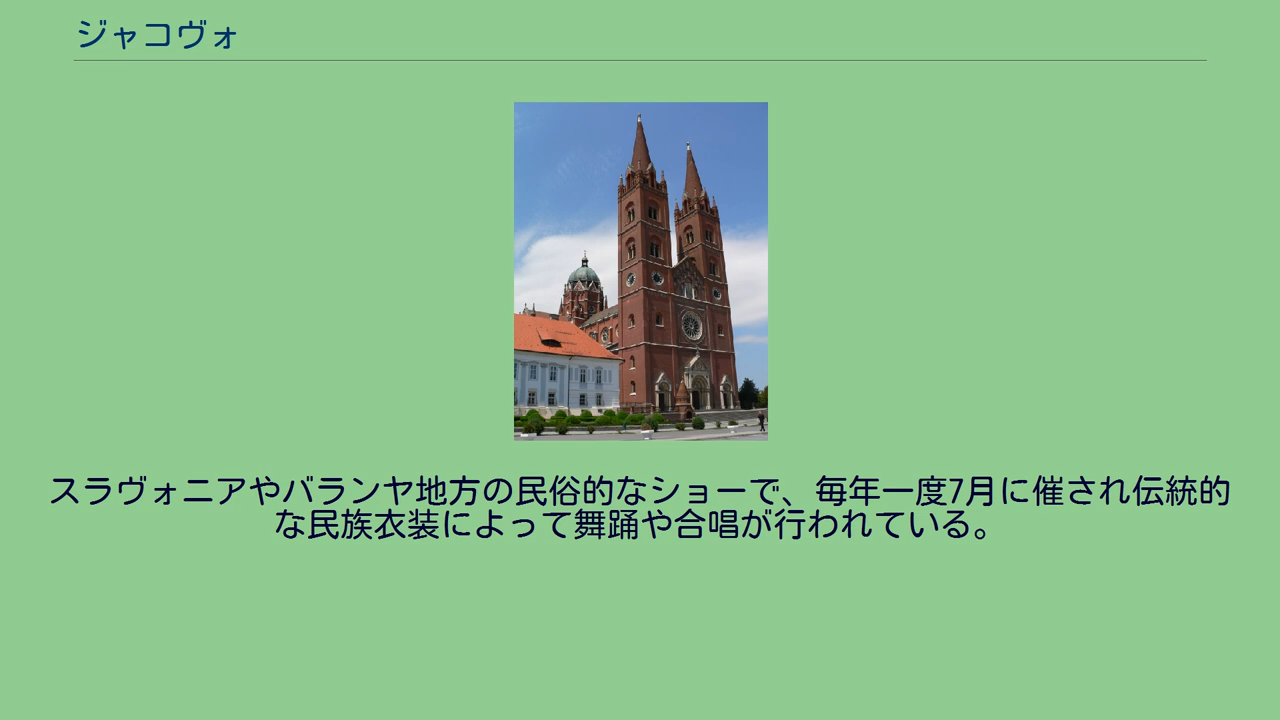 ジャコヴォ
スラヴォニアやバランヤ地方の民俗的なショーで、毎年一度7月に催され伝統的
な民族衣装によって舞踊や合唱が行われている。